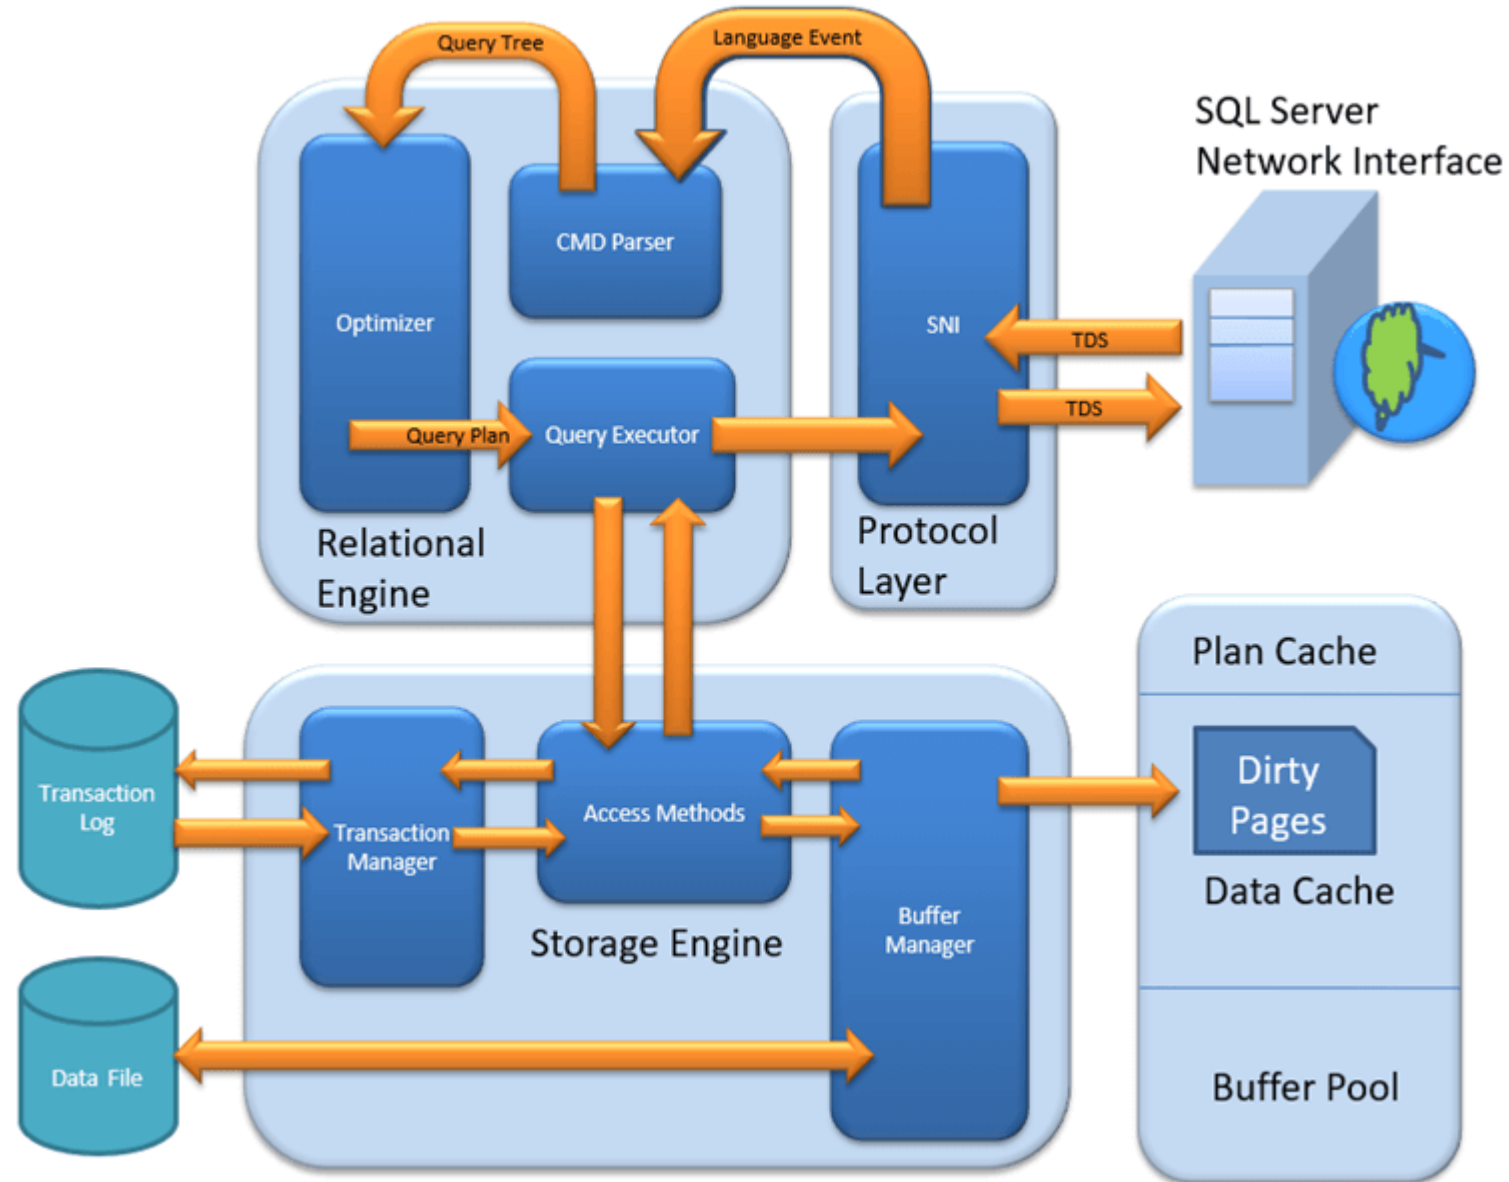 Query Tree
Language Event
SQL Server
Network Interface
CMD Parser
Optimizer
SNI
TDS
TDS
Query Plan
Query Executor
Relational
Engine
Protocol
Layer
Plan Cache
Dirty
Pages
Data Cache
Buffer Pool
Transaction
Log
Transaction
Manager
Access Methods
Buffer
Manager
Storage Engine
Data File